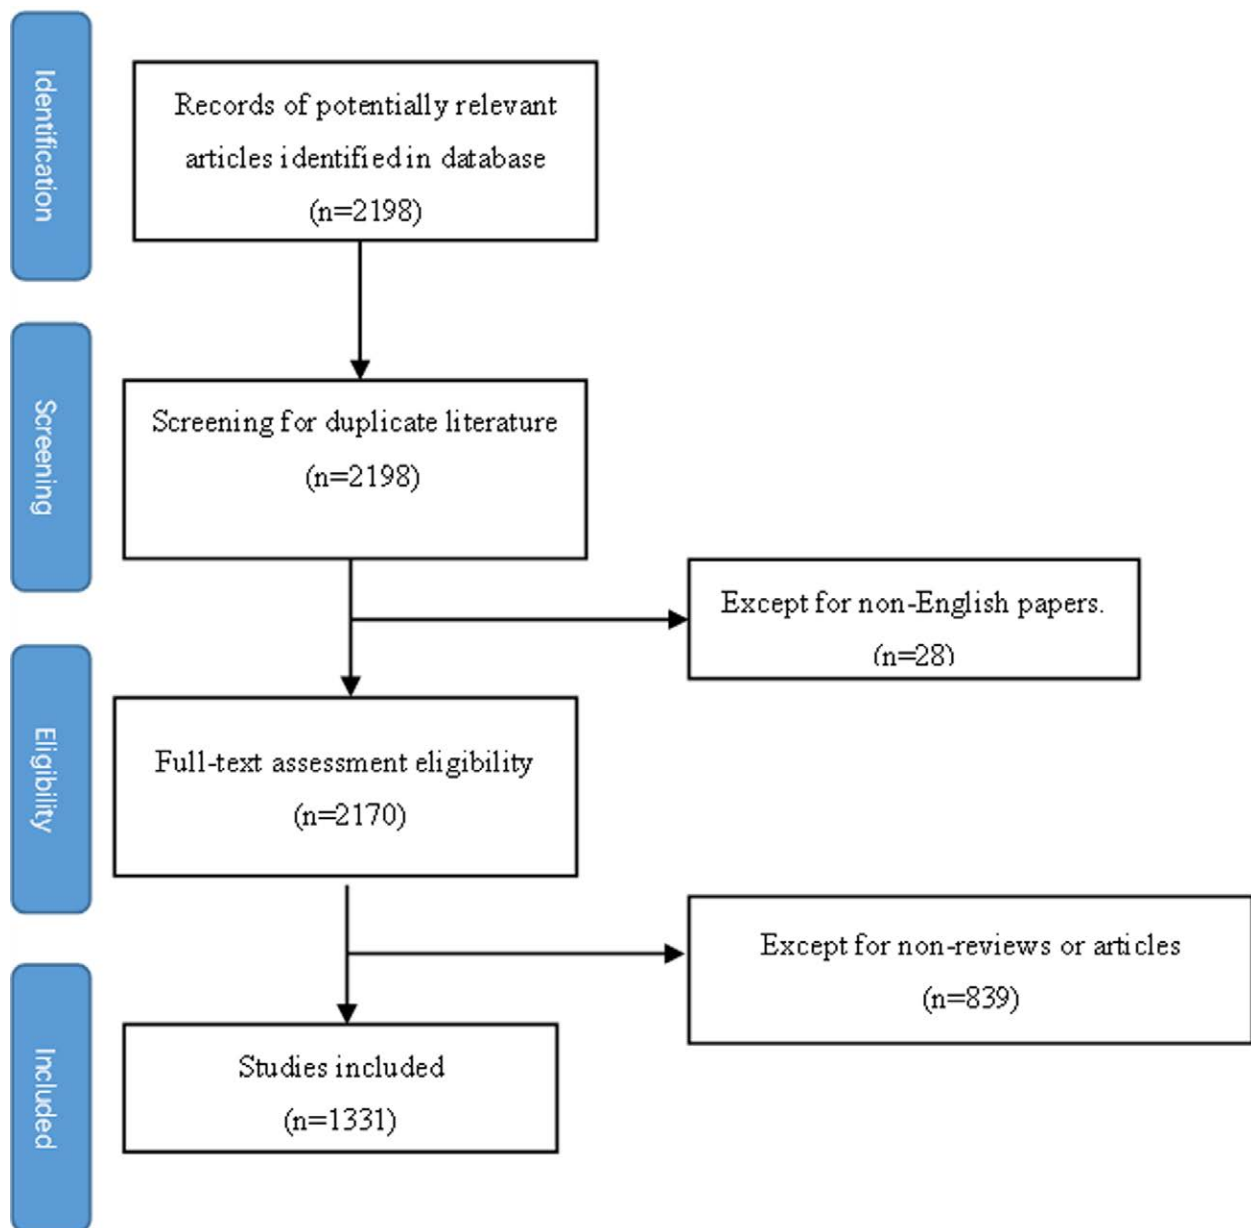 Identification
Records of potentially relevant
articles identified in database
(n=2198)
Screening
Screening for duplicate literature
(n=2198)
Except for non-English papers.
(n=28)
Eligibility
Full-text assessment eligibility
(n=2170)
Except for non-reviews or articles
(n=839)
Included
Studies included
(n=1331)